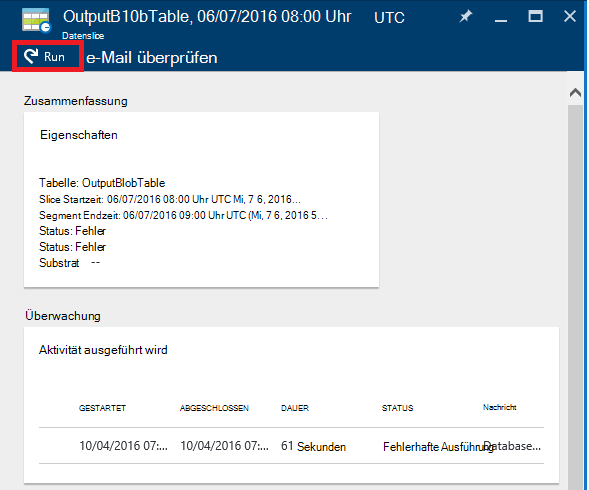 OutputB10bTable, 06/07/2016 08:00 Uhr UTC
Datenslice
Run e-Mail überprüfen
Zusammenfassung
Eigenschaften
Tabelle: OutputBlobTable
Slice Startzeit: 06/07/2016 08:00 Uhr UTC Mi, 7 6, 2016...
Segment Endzeit: 06/07/2016 09:00 Uhr UTC (Mi, 7 6, 2016 5...
Status: Fehler
Status: Fehler
Substrat --
Überwachung
Aktivität ausgeführt wird
GESTARTET ABGESCHLOSSEN DAUER STATUS Nachricht
10/04/2016 07:... 10/04/2016 07:... 61 Sekunden Fehlerhafte Ausführung Database...